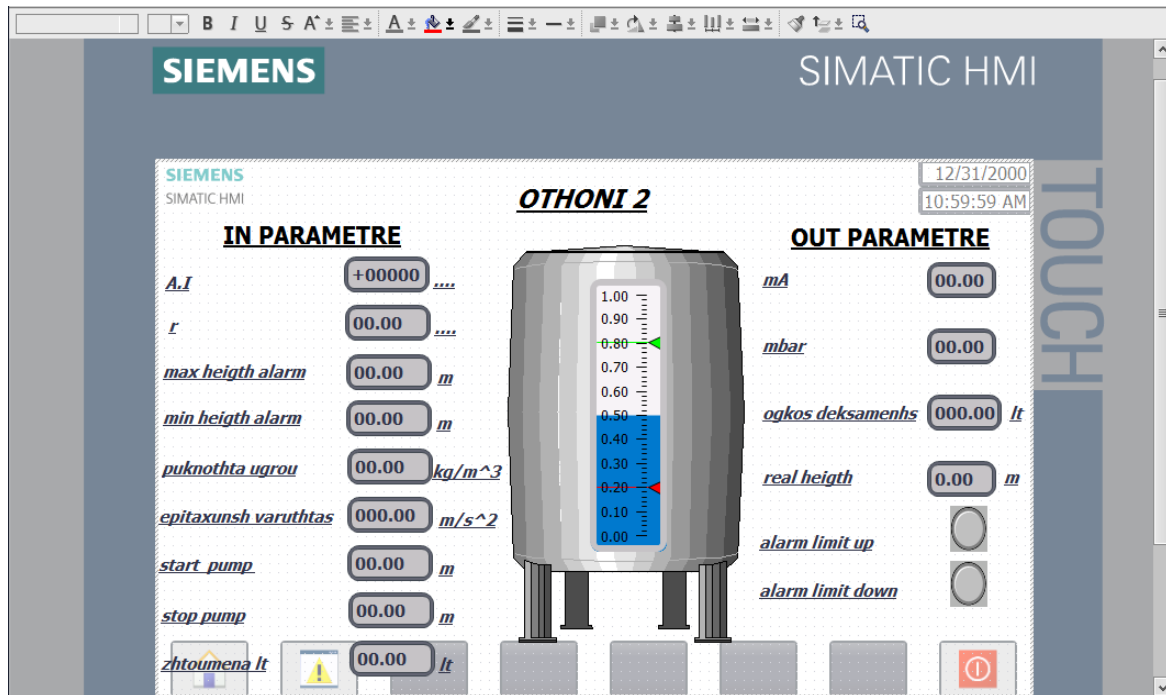 B I U S A A
SIEMENS
SIMATIC HMI
TOUCH
SIEMENS
SIMATIC HMI
12/31/2000
10:59:59 AM
OTHONI 2
IN PARAMETRE
A.I +00000 ....
r 00.00 ....
max heigth alarm 00.00 m
min heigth alarm 00.00 m
puknothta ugrou 00.00 kg/m^3
epitaxunsh varuthtas 000.00 m/s^2
start pump 00.00 m
stop pump 00.00 m
zhtoumena lt 00.00 lt
1.00
0.90
0.80
0.70
0.60
0.50
0.40
0.30
0.20
0.10
0.00
OUT PARAMETRE
mA 00.00
mbar 00.00
ogkos deksamenhs 000.00 lt
real heigth 0.00 m
alarm limit up
alarm limit down